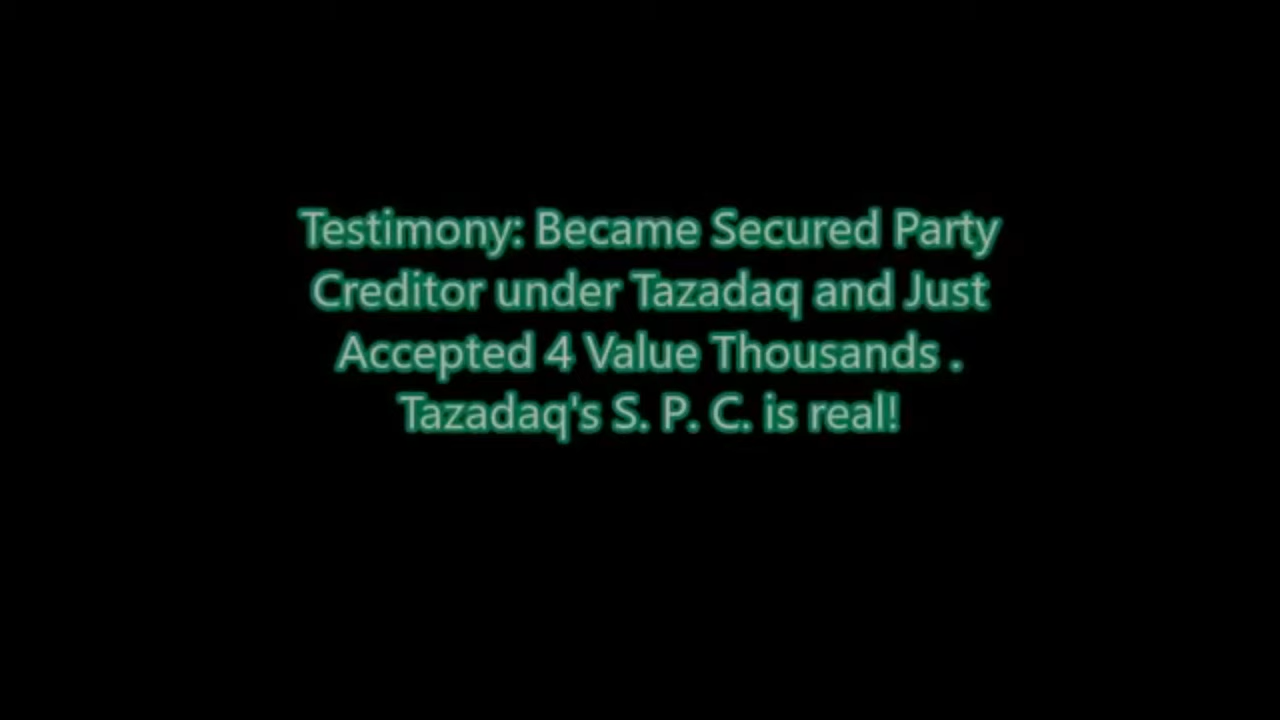 Testimony: Became Secured Party
Creditor under Tazadaq and Just
Accepted 4 Value Thousands .
Tazadaq's S. P. C. is real!